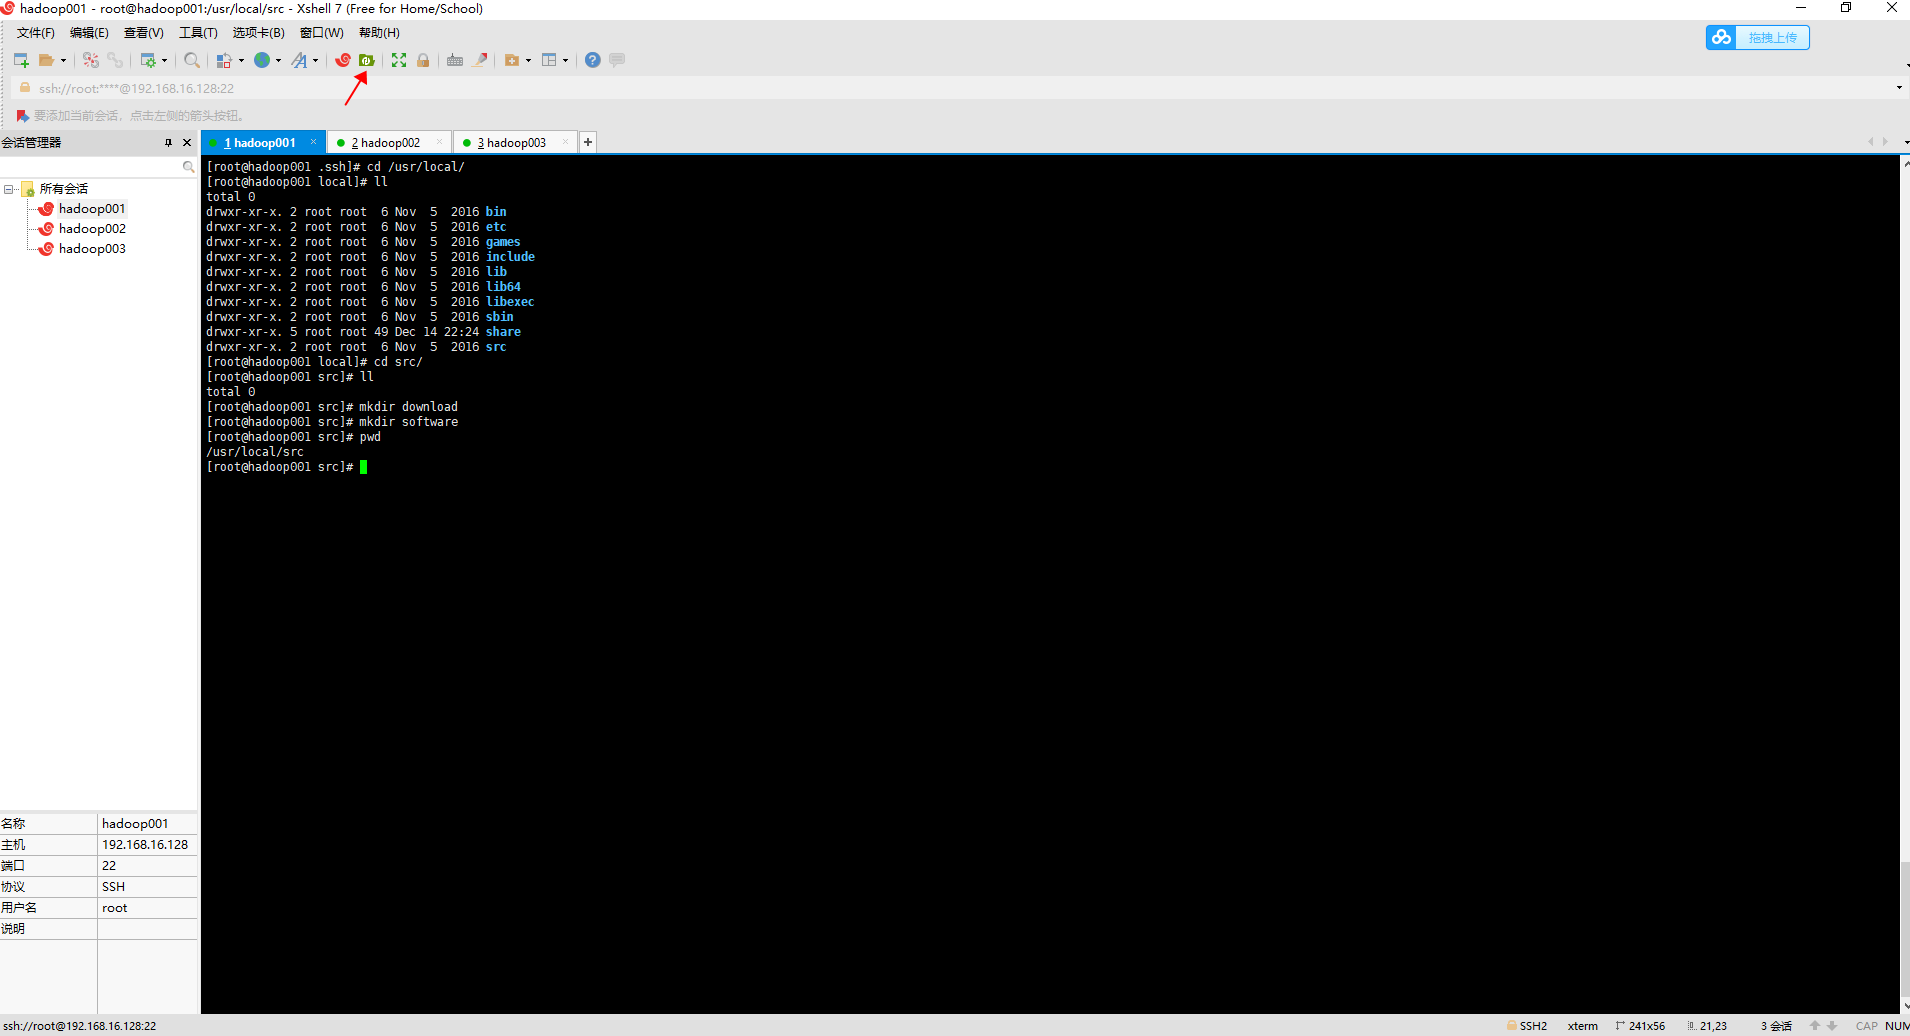 hadoop001 - root@hadoop001:/usr/local/src - Xshell 7 (Free for Home/School)
文件(F) 编辑(E) 查看(V) 工具(T) 选项卡(B) 窗口(W) 帮助(H)
拖拽上传
ssh://root:****@192.168.16.128:22
要添加当前会话，点击左侧的箭头按钮。
会话管理器
1 hadoop001
2 hadoop002
3 hadoop003
所有会话
hadoop001
hadoop002
hadoop003
[root@hadoop001 .ssh]# cd /usr/local/
[root@hadoop001 local]# ll
total 0
drwxr-xr-x. 2 root root  6 Nov  5  2016 bin
drwxr-xr-x. 2 root root  6 Nov  5  2016 etc
drwxr-xr-x. 2 root root  6 Nov  5  2016 games
drwxr-xr-x. 2 root root  6 Nov  5  2016 include
drwxr-xr-x. 2 root root  6 Nov  5  2016 lib
drwxr-xr-x. 2 root root  6 Nov  5  2016 lib64
drwxr-xr-x. 2 root root  6 Nov  5  2016 libexec
drwxr-xr-x. 2 root root  6 Nov  5  2016 sbin
drwxr-xr-x. 5 root root 49 Dec 14 22:24 share
drwxr-xr-x. 2 root root  6 Nov  5  2016 src
[root@hadoop001 local]# cd src/
[root@hadoop001 src]# ll
total 0
[root@hadoop001 src]# mkdir download
[root@hadoop001 src]# mkdir software
[root@hadoop001 src]# pwd
/usr/local/src
[root@hadoop001 src]#
名称 hadoop001
主机 192.168.16.128
端口 22
协议 SSH
用户名 root
说明
ssh://root@192.168.16.128:22
SSH2 xterm 241x56 21,23 3 会话 CAP NUM